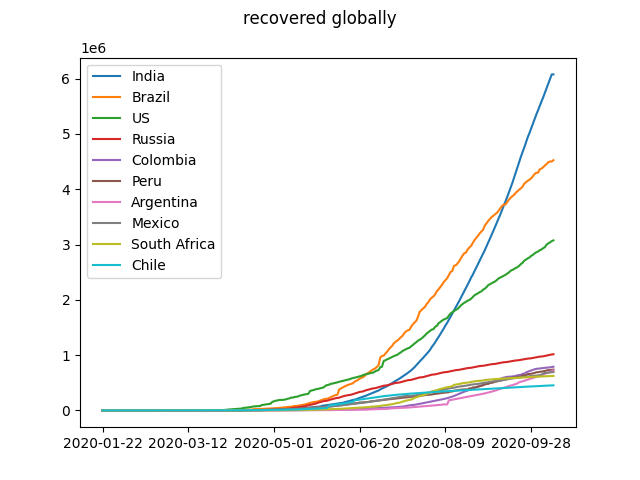 recovered globally
1e6
6
5
4
3
2
1
0
India
Brazil
US
Russia
Colombia
Peru
Argentina
Mexico
South Africa
Chile
2020-01-22 2020-03-12 2020-05-01 2020-06-20 2020-08-09 2020-09-28